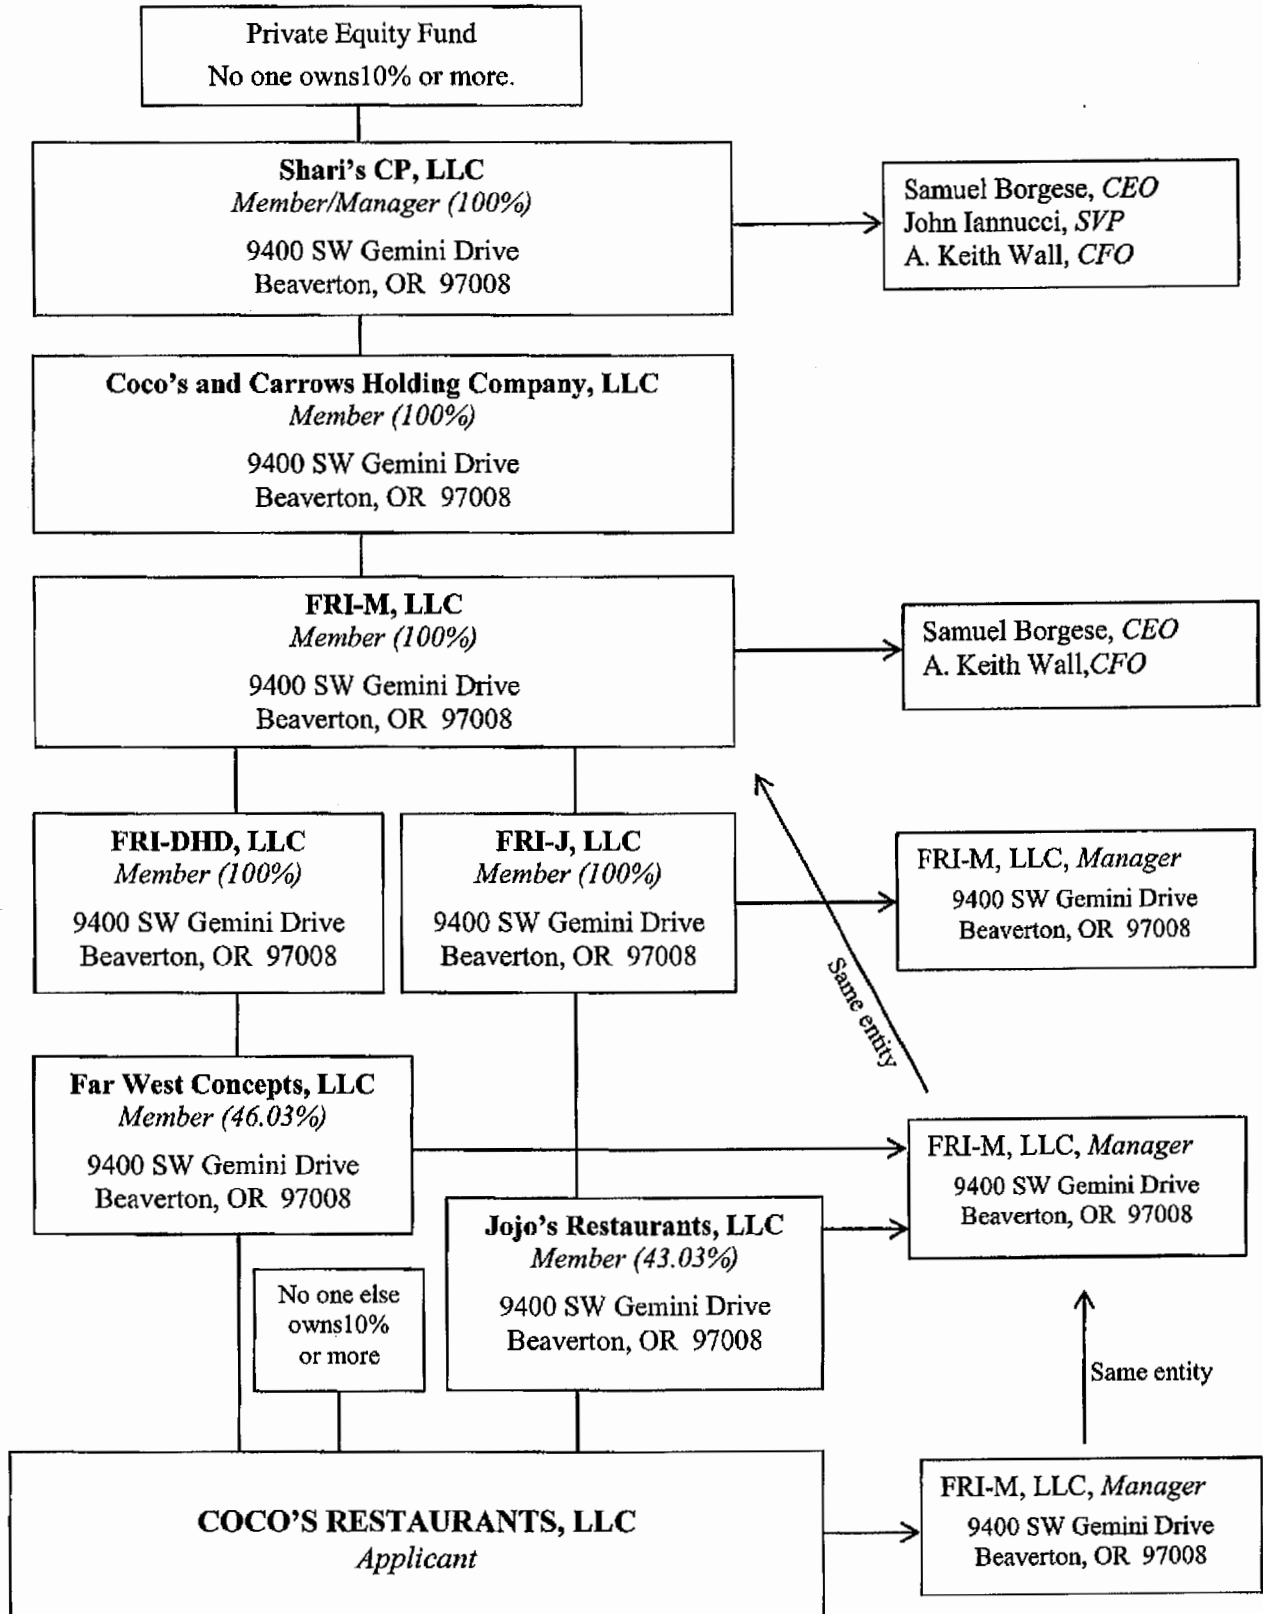 Private Equity Fund
No one owns10% or more.
Shari's CP, LLC
Member/Manager (100%)
9400 SW Gemini Drive
Beaverton, OR 97008
Samuel Borgese, CEO
John Iannucci, SVP
A. Keith Wall, CFO
Coco's and Carrows Holding Company, LLC
Member (100%)
9400 SW Gemini Drive
Beaverton, OR 97008
FRI-M, LLC
Member (100%)
9400 SW Gemini Drive
Beaverton, OR 97008
Samuel Borgese, CEO
A. Keith Wall,CFO
FRI-DHD, LLC
Member (100%)
9400 SW Gemini Drive
Beaverton, OR 97008
FRI-J, LLC
Member (100%)
9400 SW Gemini Drive
Beaverton, OR 97008
FRI-M, LLC, Manager
9400 SW Gemini Drive
Beaverton, OR 97008
Same entity
Far West Concepts, LLC
Member (46.03%)
9400 SW Gemini Drive
Beaverton, OR 97008
FRI-M, LLC, Manager
9400 SW Gemini Drive
Beaverton, OR 97008
Jojo's Restaurants, LLC
Member (43.03%)
9400 SW Gemini Drive
Beaverton, OR 97008
No one else
owns10%
or more
Same entity
COCO'S RESTAURANTS, LLC
Applicant
FRI-M, LLC, Manager
9400 SW Gemini Drive
Beaverton, OR 97008